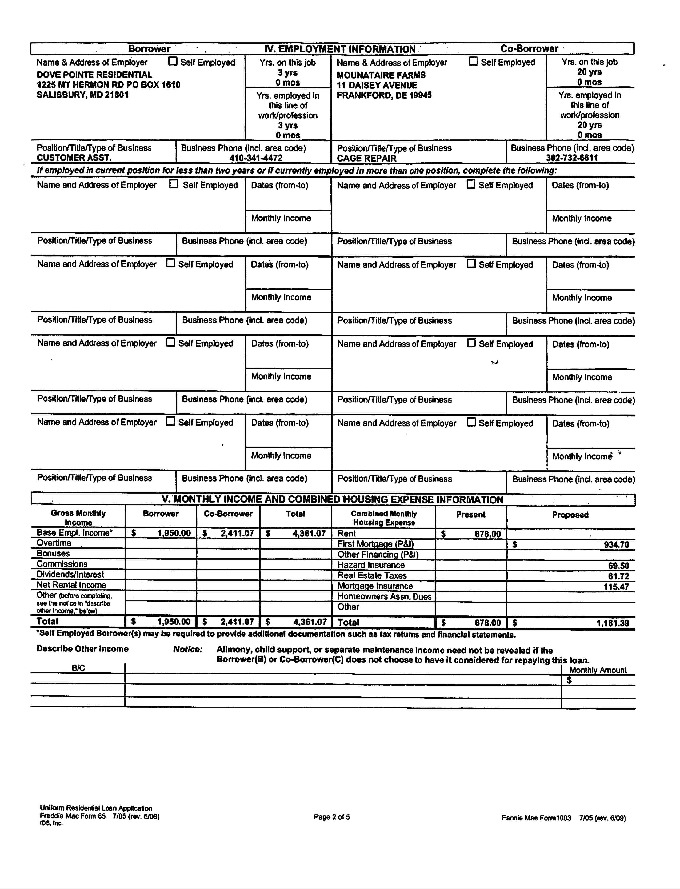 Borrower IV. EMPLOYMENT INFORMATION Co-Borrower
Name & Address of Employer Self Employed Yrs. on this job Name & Address of Employer Self Employed Yrs. on this job
DOVE POINTE RESIDENTIAL 3 yrs MOUNATAIRE FARMS 20 yrs
1225 MT HERMON RD PO BOX 1610 0 mos 11 DAISEY AVENUE 0 mos
SALISBURY, MD 21801 Yrs. employed in FRANKFORD, DE 19945 Yrs. employed in
this line of this line of
work/profession work/profession
3 yrs 20 yrs
0 mos 0 mos
Position/Title/Type of Business Business Phone (incl. area code) Position/Title/Type of Business Business Phone (incl. area code)
CUSTOMER ASST. 410-341-4472 CAGE REPAIR 302-732-6611
If employed in current position for less than two years or if currently employed in more than one position, complete the following:
Name and Address of Employer Self Employed Dates (from-to) Name and Address of Employer Self Employed Dates (from-to)
Monthly Income Monthly Income
Position/Title/Type of Business Business Phone (incl. area code) Position/Title/Type of Business Business Phone (incl. area code)
Name and Address of Employer Self Employed Dates (from-to) Name and Address of Employer Self Employed Dates (from-to)
Monthly Income Monthly Income
Position/Title/Type of Business Business Phone (incl. area code) Position/Title/Type of Business Business Phone (incl. area code)
Name and Address of Employer Self Employed Dates (from-to) Name and Address of Employer Self Employed Dates (from-to)
Monthly Income Monthly Income
Position/Title/Type of Business Business Phone (incl. area code) Position/Title/Type of Business Business Phone (incl. area code)
Name and Address of Employer Self Employed Dates (from-to) Name and Address of Employer Self Employed Dates (from-to)
Monthly Income Monthly Income
Position/Title/Type of Business Business Phone (incl. area code) Position/Title/Type of Business Business Phone (incl. area code)
V. MONTHLY INCOME AND COMBINED HOUSING EXPENSE INFORMATION
Gross Monthly Borrower Co-Borrower Total Combined Monthly Present Proposed
Income Housing Expense
Base Empl. Income* $ 1,950.00 $ 2,411.07 $ 4,361.07 Rent $ 678.00
Overtime First Mortgage (P&I) $ 934.70
Bonuses Other Financing (P&I)
Commissions Hazard Insurance 69.50
Dividends/Interest Real Estate Taxes 61.72
Net Rental Income Mortgage Insurance 115.47
Other (before completing, Homeowners Assn. Dues
see the notice in "describe Other
other income," below)
Total $ 1,950.00 $ 2,411.07 $ 4,361.07 Total $ 678.00 $ 1,181.39
*Self Employed Borrower(s) may be required to provide additional documentation such as tax returns and financial statements.
Describe Other Income Notice: Alimony, child support, or separate maintenance income need not be revealed if the
Borrower(B) or Co-Borrower(C) does not choose to have it considered for repaying this loan.
B/C Monthly Amount
$
Uniform Residential Loan Application
Freddie Mac Form 65 7/05 (rev. 6/09) Page 2 of 5 Fannie Mae Form1003 7/05 (rev. 6/09)
IDS, Inc.